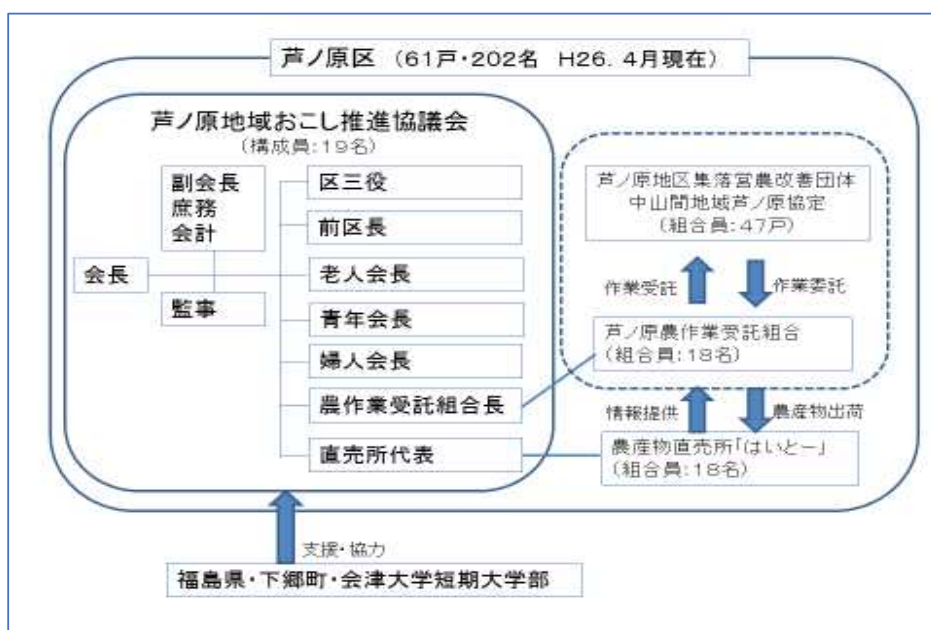 芦ノ原区 （61戸・202名 H26．4月現在）
芦ノ原地域おこし推進協議会
（構成員：19名）
副会長
庶務
会計
会長
監事
区三役
前区長
老人会長
青年会長
婦人会長
農作業受託組合長
直売所代表
芦ノ原地区集落営農改善団体
中山間地域芦ノ原協定
（組合員：47戸）
作業受託
作業委託
芦ノ原農作業受託組合
（組合員：18名）
情報提供
農産物出荷
農産物直売所「はいとー」
（組合員：18名）
支援・協力
福島県・下郷町・会津大学短期大学部